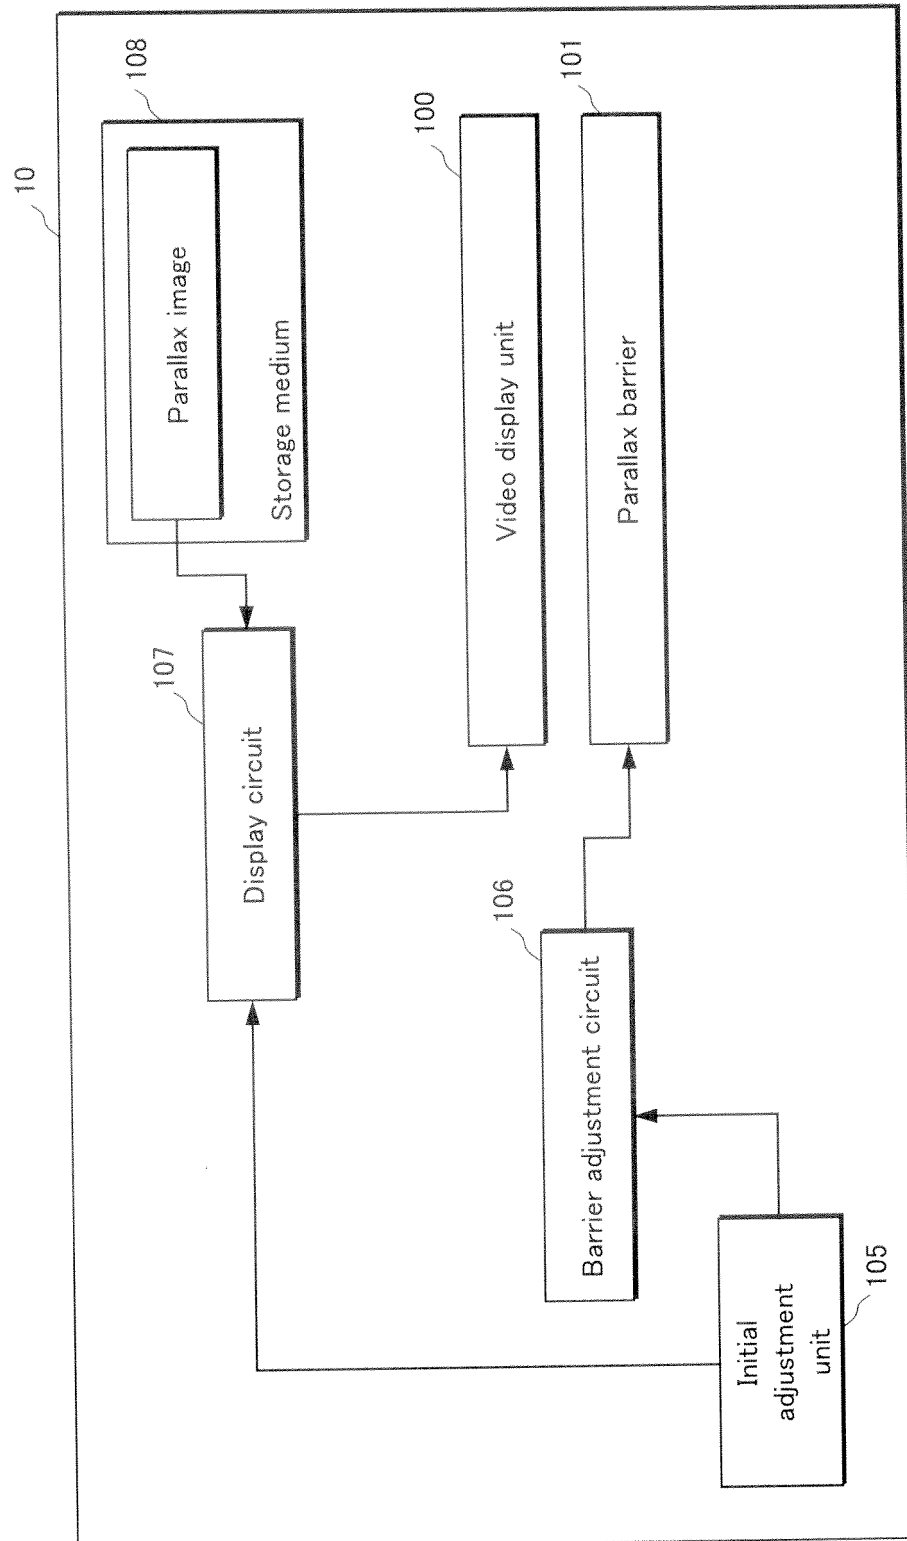 10
108
Parallax image
Storage medium
107
Display circuit
100
Video display unit
101
Parallax barrier
106
Barrier adjustment circuit
Initial
adjustment
unit
105